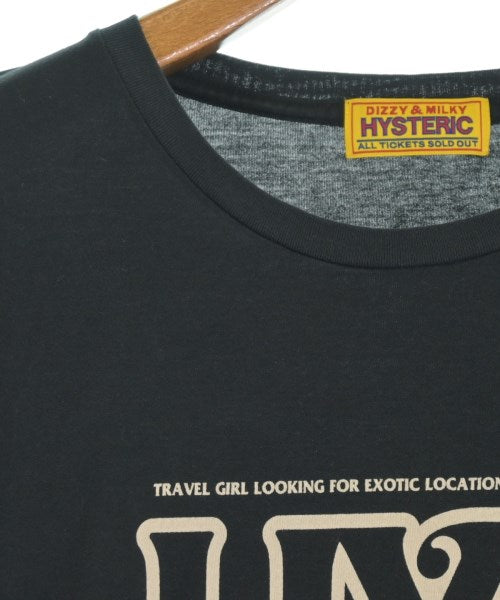 DIZZY & MILKY
HYSTERIC
ALL TICKETS SOLD OUT
TRAVEL GIRL LOOKING FOR EXOTIC LOCATION